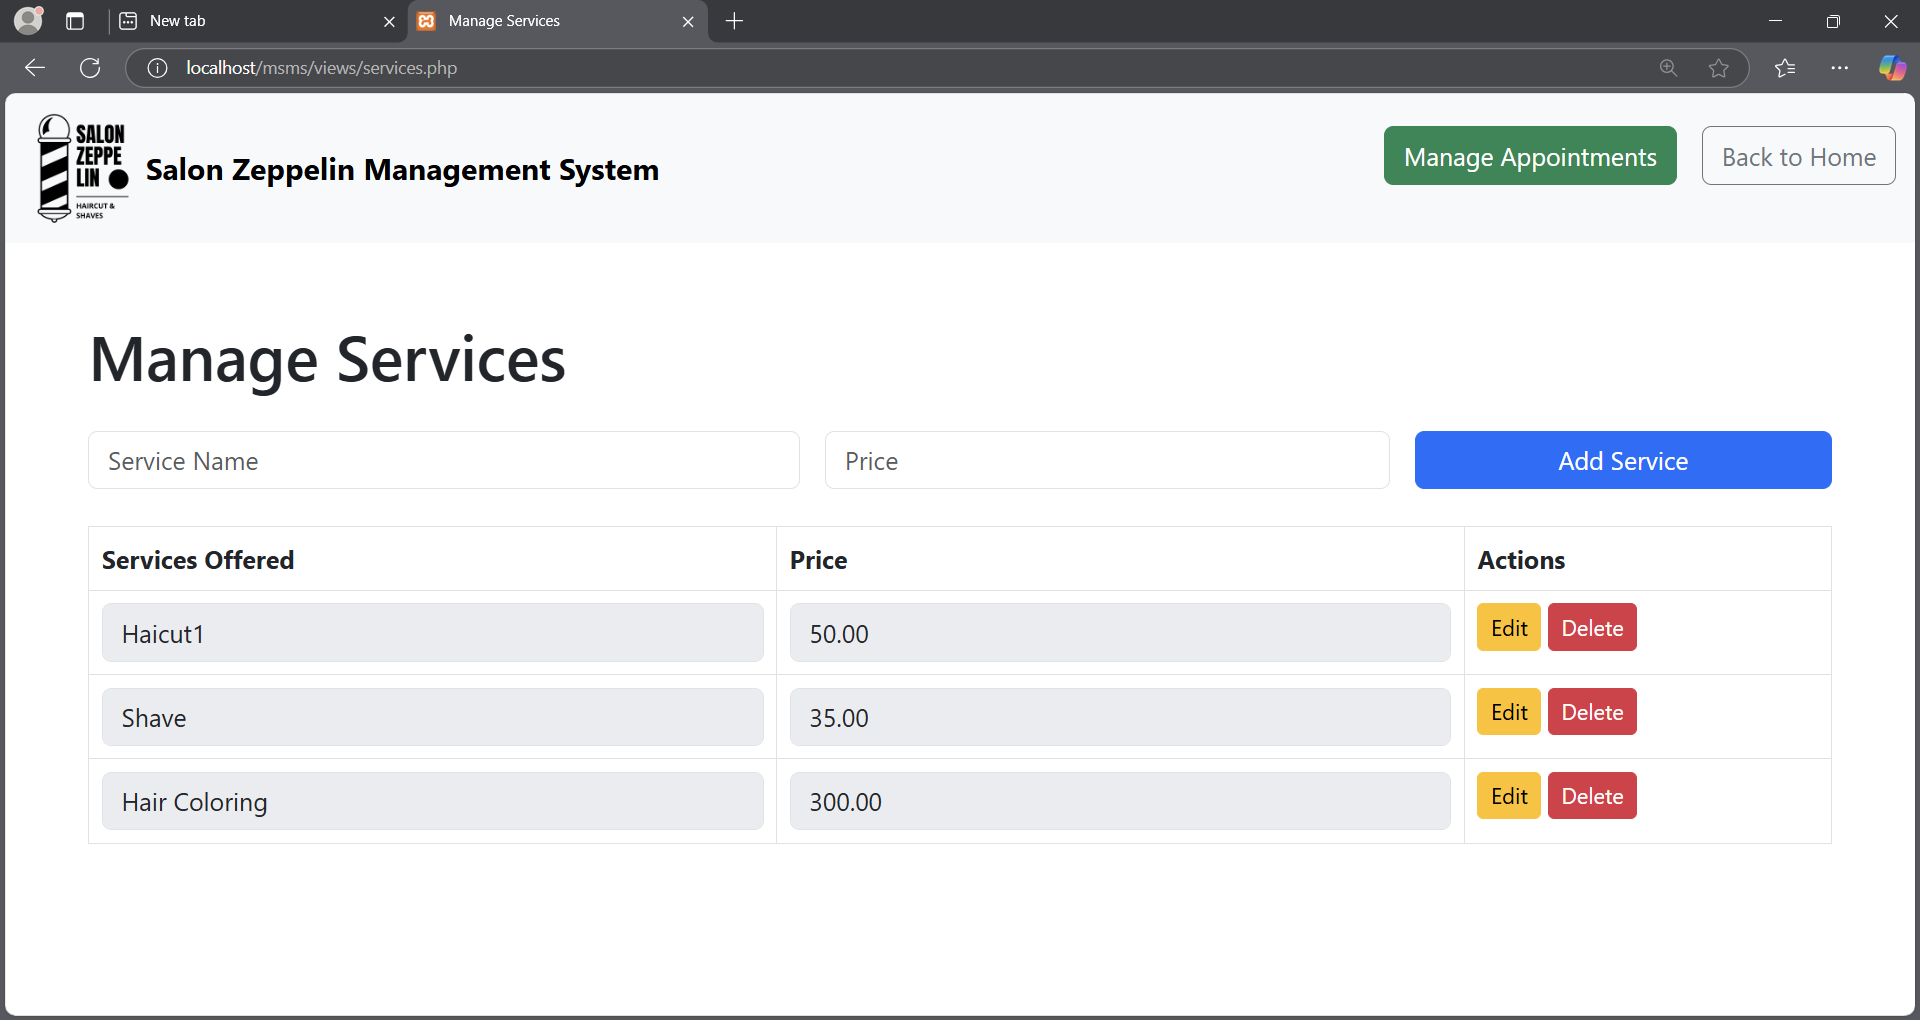 New tab
Manage Services
localhost/msms/views/services.php
SALON
ZEPPE
LIN
HAIRCUT &
SHAVES
Salon Zeppelin Management System
Manage Appointments
Back to Home
Manage Services
Service Name
Price
Add Service
Services Offered
Price
Actions
Haicut1
50.00
Edit
Delete
Shave
35.00
Edit
Delete
Hair Coloring
300.00
Edit
Delete